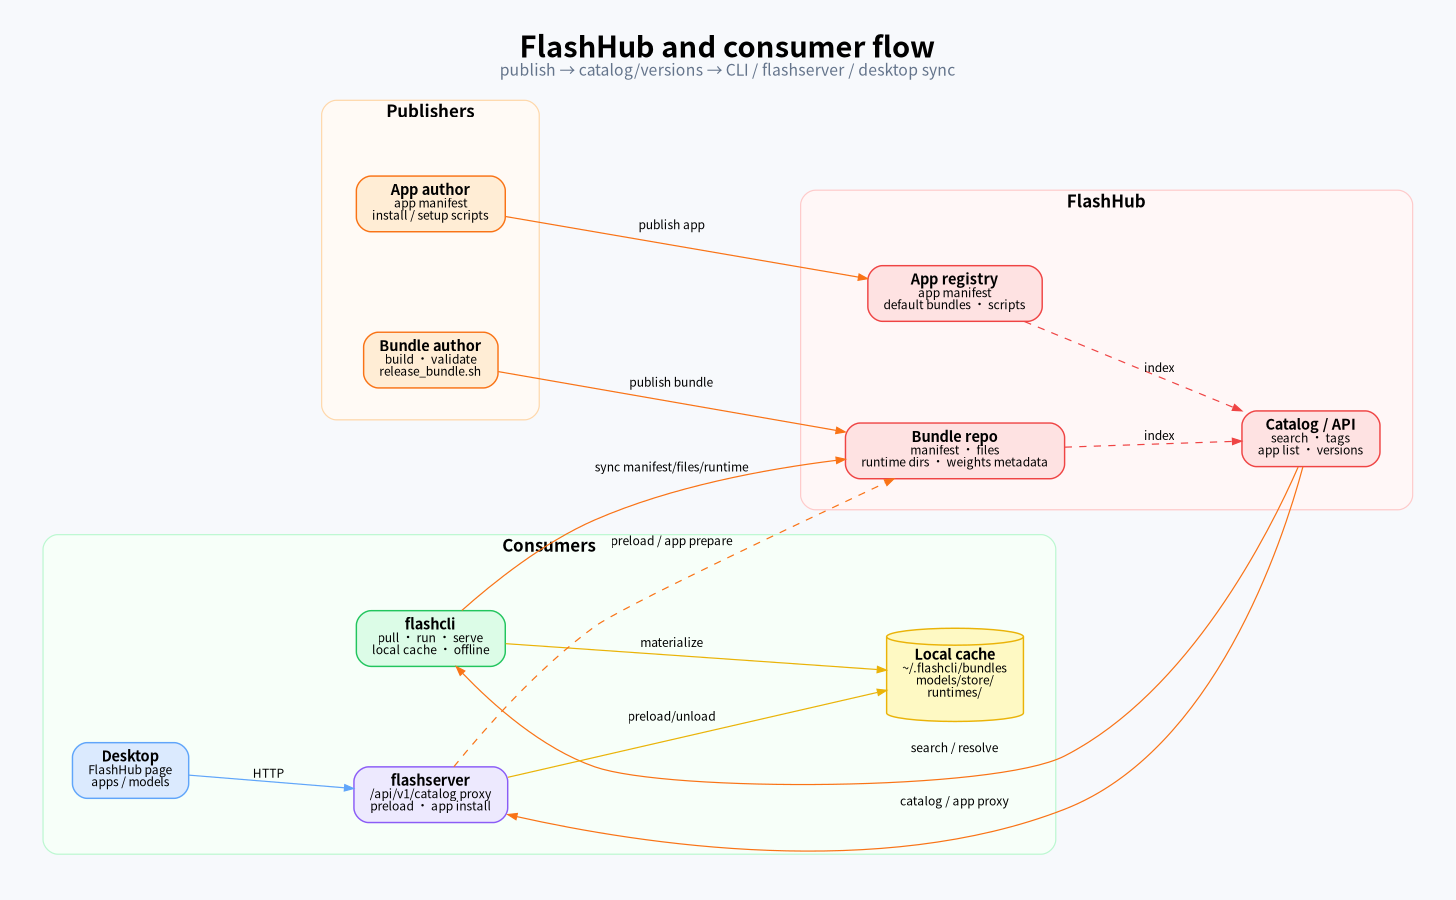 FlashHub and consumer flow
publish → catalog/versions → CLI / flashserver / desktop sync
Publishers
App author
app manifest
install / setup scripts
publish app
FlashHub
App registry
app manifest
default bundles • scripts
Bundle author
build • validate
release_bundle.sh
publish bundle
index
index
Bundle repo
manifest • files
runtime dirs • weights metadata
Catalog / API
search • tags
app list • versions
sync manifest/files/runtime
Consumers
preload / app prepare
flashcli
pull • run • serve
local cache • offline
materialize
Local cache
~/.flashcli/bundles
models/store/
runtimes/
preload/unload
Desktop
FlashHub page
apps / models
HTTP
flashserver
/api/v1/catalog proxy
preload • app install
search / resolve
catalog / app proxy